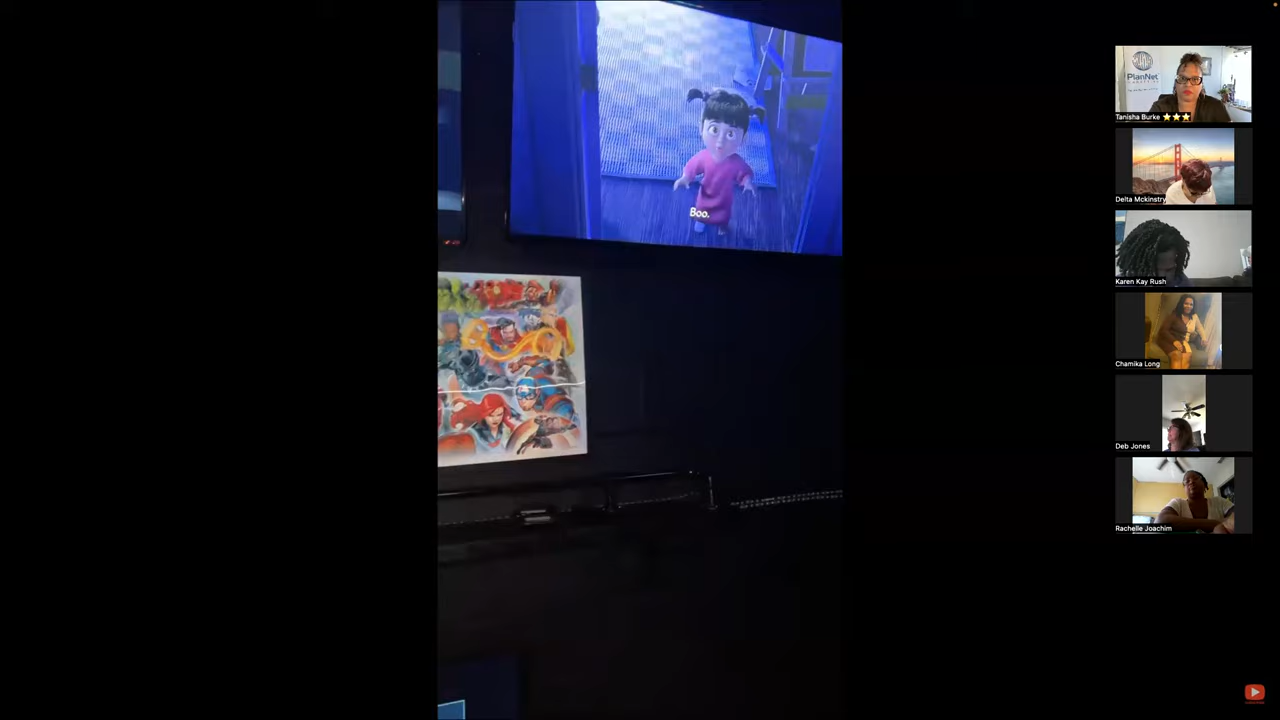 Boo.
PlanNet
Tanisha Burke ⭐⭐⭐
Delta Mckinstry
Karen Kay Rush
Chamika Long
Deb Jones
Rachelle Joachim